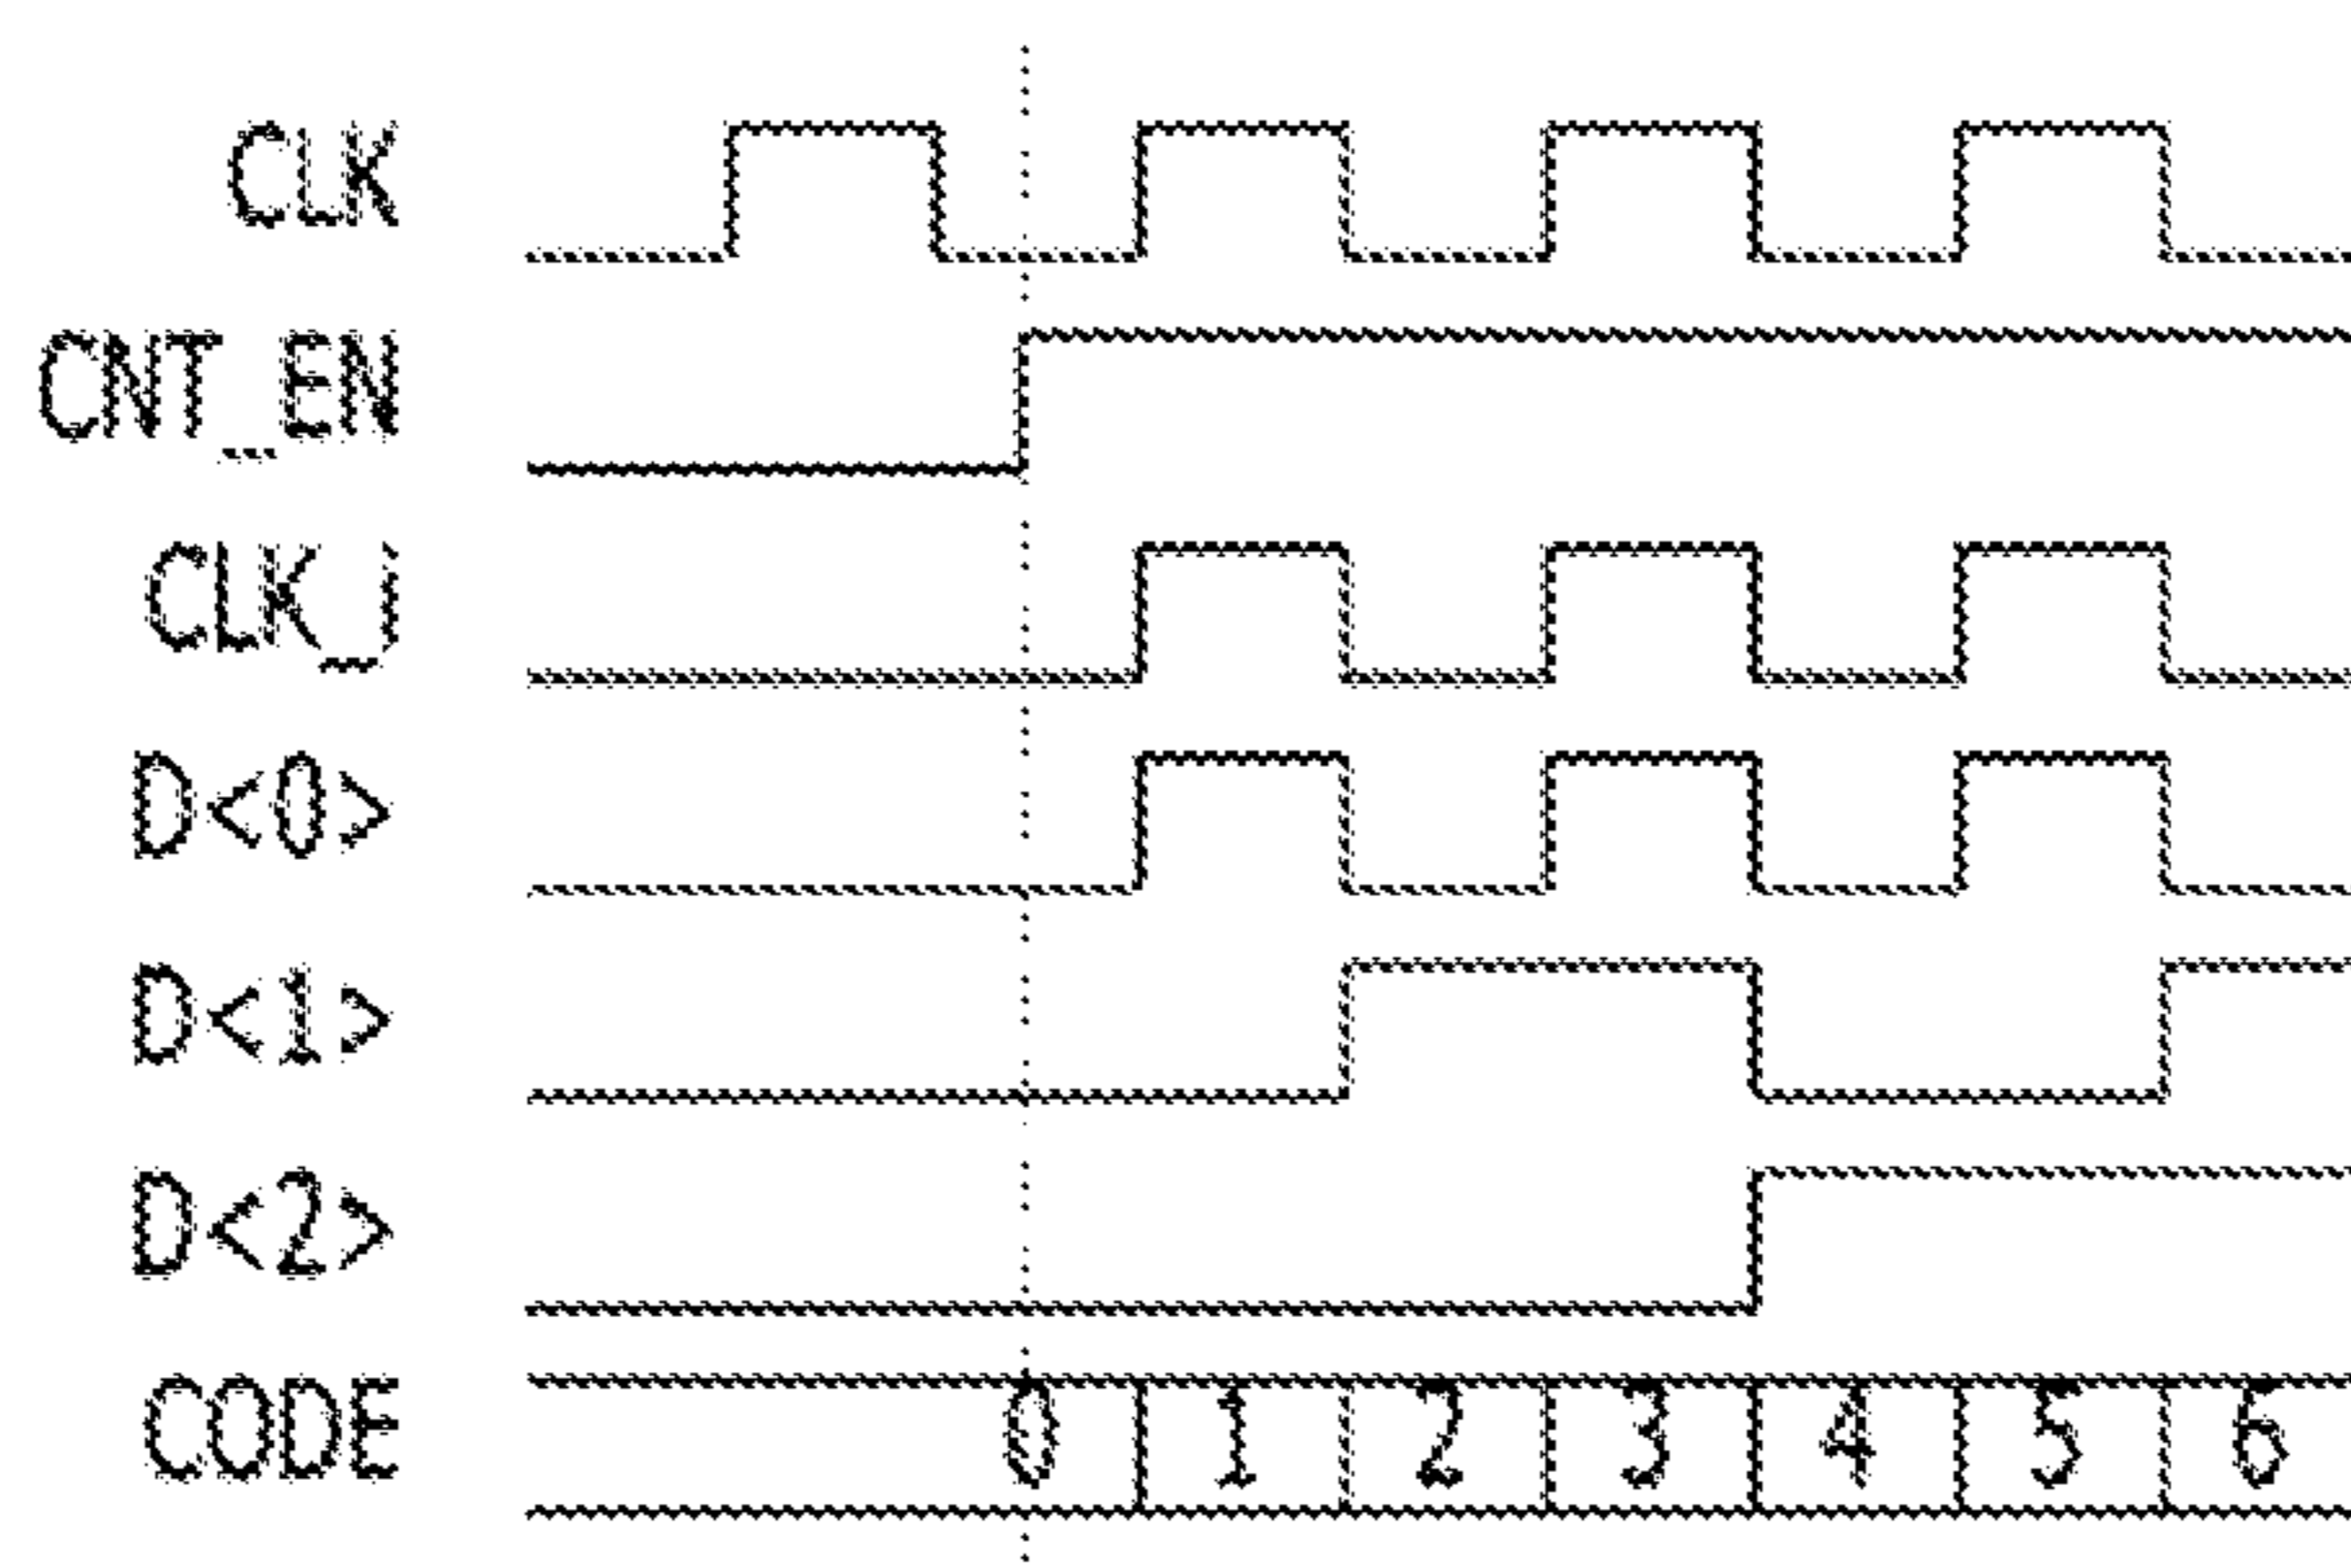 CLK
CNT_EN
CLK_i
D<0>
D<1>
D<2>
CODE 0 1 2 3 4 5 6